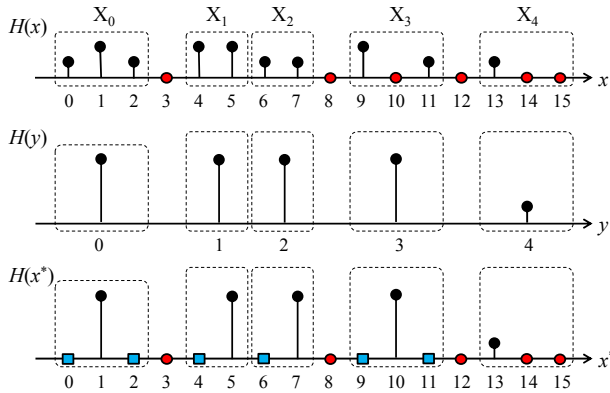 X₀ X₁ X₂ X₃ X₄
H(x)
0 1 2 3 4 5 6 7 8 9 10 11 12 13 14 15 x
H(y)
0 1 2 3 4 y
H(x*)
0 1 2 3 4 5 6 7 8 9 10 11 12 13 14 15 x*